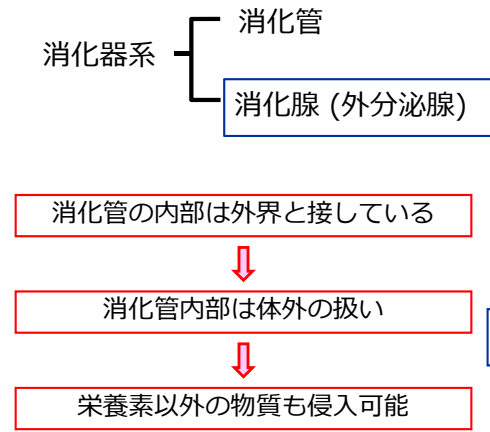 消化管
消化器系
消化腺 (外分泌腺)
消化管の内部は外界と接している
消化管内部は体外の扱い
栄養素以外の物質も侵入可能